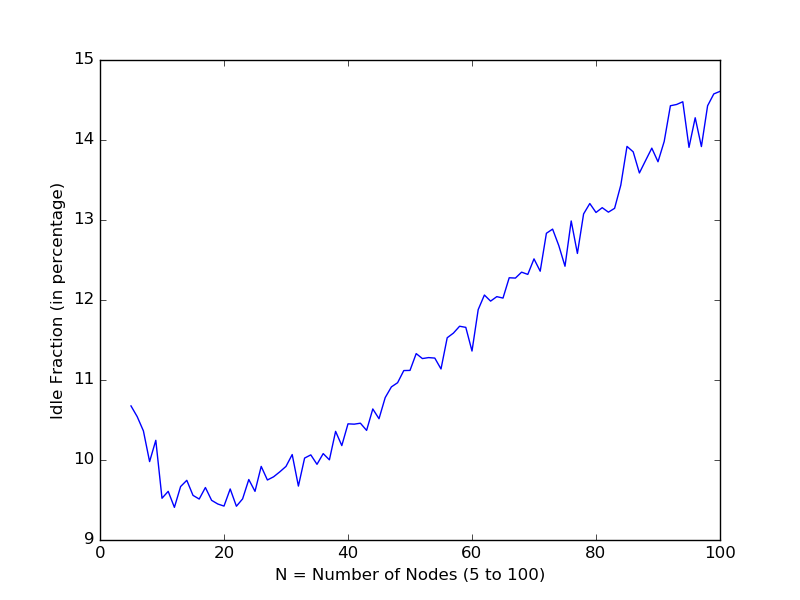 15
14
13
12
11
10
9
Idle Fraction (in percentage)
0 20 40 60 80 100
N = Number of Nodes (5 to 100)